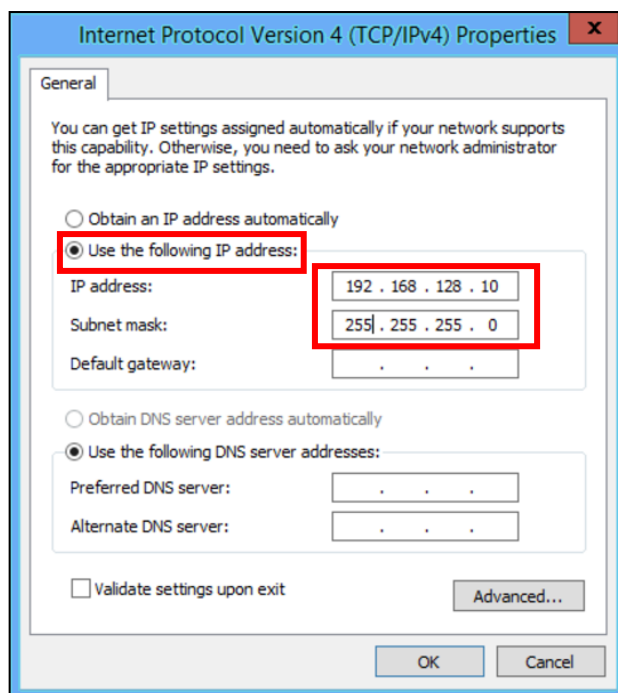 Internet Protocol Version 4 (TCP/IPv4) Properties
x
General
You can get IP settings assigned automatically if your network supports
this capability. Otherwise, you need to ask your network administrator
for the appropriate IP settings.
Obtain an IP address automatically
Use the following IP address:
IP address: 192 . 168 . 128 . 10
Subnet mask: 255 . 255 . 255 . 0
Default gateway: . . .
Obtain DNS server address automatically
Use the following DNS server addresses:
Preferred DNS server: . . .
Alternate DNS server: . . .
Validate settings upon exit
Advanced...
OK Cancel